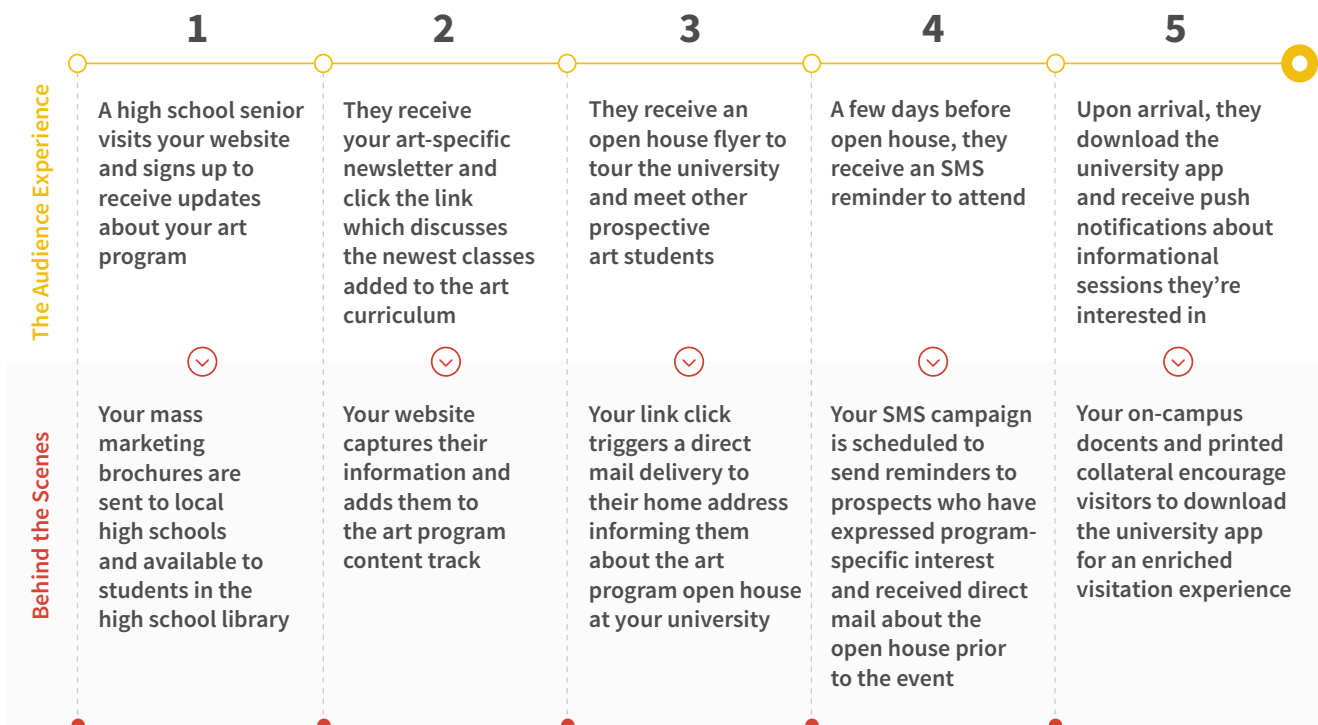 1
2
3
4
5
The Audience Experience
A high school senior
visits your website
and signs up to
receive updates
about your art
program
They receive
your art-specific
newsletter and
click the link
which discusses
the newest classes
added to the art
curriculum
They receive an
open house flyer to
tour the university
and meet other
prospective
art students
A few days before
open house, they
receive an SMS
reminder to attend
Upon arrival, they
download the
university app
and receive push
notifications about
informational
sessions they’re
interested in
Behind the Scenes
Your mass
marketing
brochures are
sent to local
high schools
and available to
students in the
high school library
Your website
captures their
information and
adds them to
the art program
content track
Your link click
triggers a direct
mail delivery to
their home address
informing them
about the art
program open house
at your university
Your SMS campaign
is scheduled to
send reminders to
prospects who have
expressed program-
specific interest
and received direct
mail about the
open house prior
to the event
Your on-campus
docents and printed
collateral encourage
visitors to download
the university app
for an enriched
visitation experience